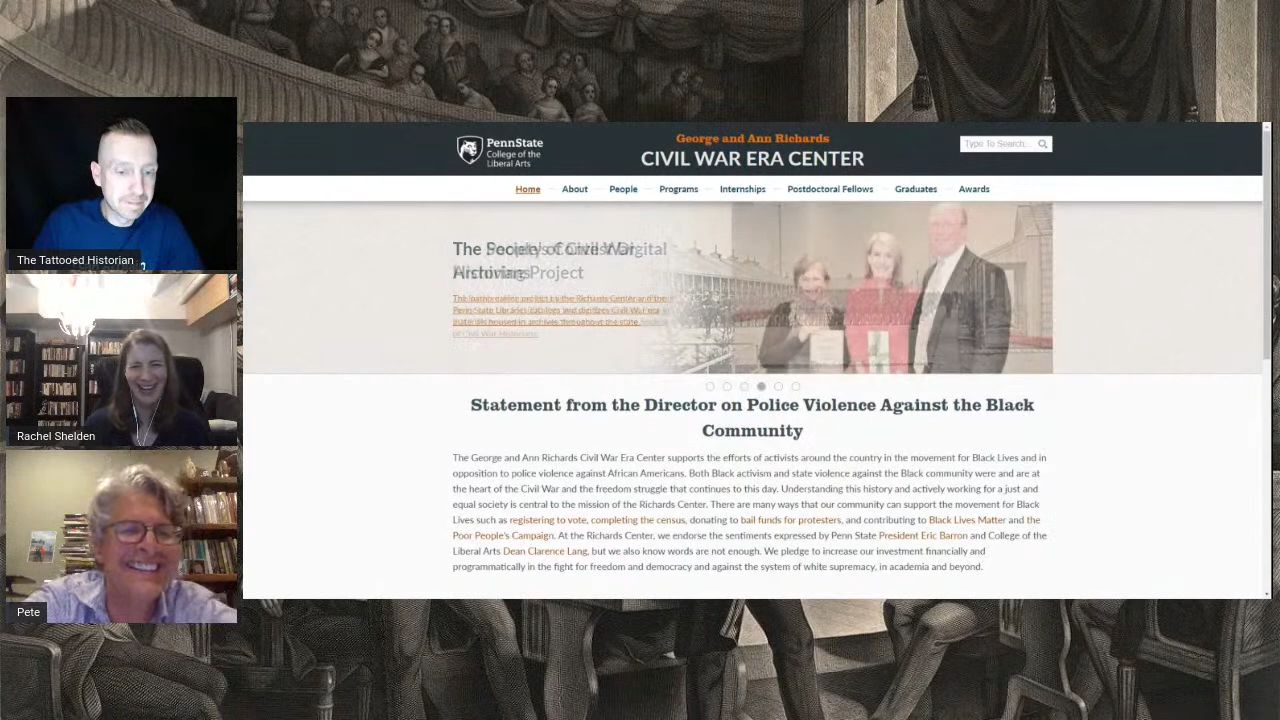 The Tattooed Historian
Rachel Shelden
Pete
PennState
College of the
Liberal Arts
George and Ann Richards
CIVIL WAR ERA CENTER
Type To Search..
Home
About
People
Programs
Internships
Postdoctoral Fellows
Graduates
Awards
Digital
Project
of Civil War Historians.
Statement from the Director on Police Violence Against the Black
Community
The George and Ann Richards Civil War Era Center supports the efforts of activists around the country in the movement for Black Lives and in
opposition to police violence against African Americans. Both Black activism and state violence against the Black community were and are at
the heart of the Civil War and the freedom struggle that continues to this day. Understanding this history and actively working for a just and
equal society is central to the mission of the Richards Center. There are many ways that our community can support the movement for Black
Lives such as registering to vote, completing the census, donating to bail funds for protesters, and contributing to Black Lives Matter and the
Poor People's Campaign. At the Richards Center, we endorse the sentiments expressed by Penn State President Eric Barron and College of the
Liberal Arts Dean Clarence Lang, but we also know words are not enough. We pledge to increase our investment financially and
programmatically in the fight for freedom and democracy and against the system of white supremacy, in academia and beyond.